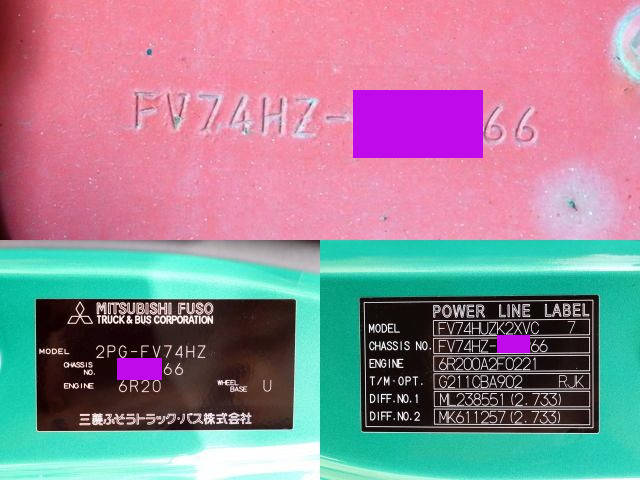 FV74HZ-66
MITSUBISHI FUSO
TRUCK & BUS CORPORATION
MODEL 2PG-FV74HZ
CHASSIS NO. 66
ENGINE 6R20 WHEEL BASE U
三菱ふそうトラック・バス株式会社
POWER LINE LABEL
MODEL FV74HUZK2XVC 7
CHASSIS NO. FV74HZ-66
ENGINE 6R200A2F0221
T/M・OPT. G211CBA902 RJK
DIFF.NO.1 ML238551(2.733)
DIFF.NO.2 MK611257(2.733)